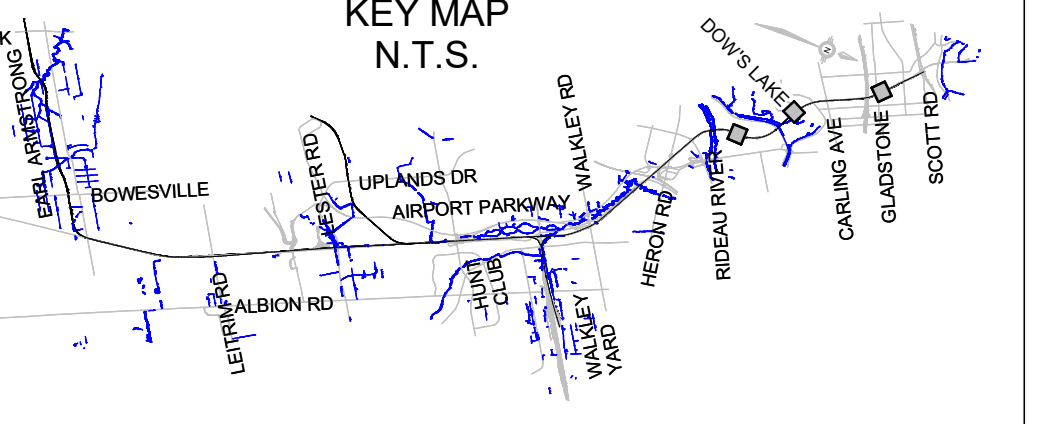 KEY MAP
N.T.S.
K
EARL ARMSTRONG
BOWESVILLE
LEITRIM RD
ALBION RD
LESTER RD
UPLANDS DR
AIRPORT PARKWAY
HUNT
CLUB
WALKLEY RD
WALKLEY
YARD
HERON RD
RIDEAU RIVER
DOW'S LAKE
N
CARLING AVE
GLADSTONE
SCOTT RD